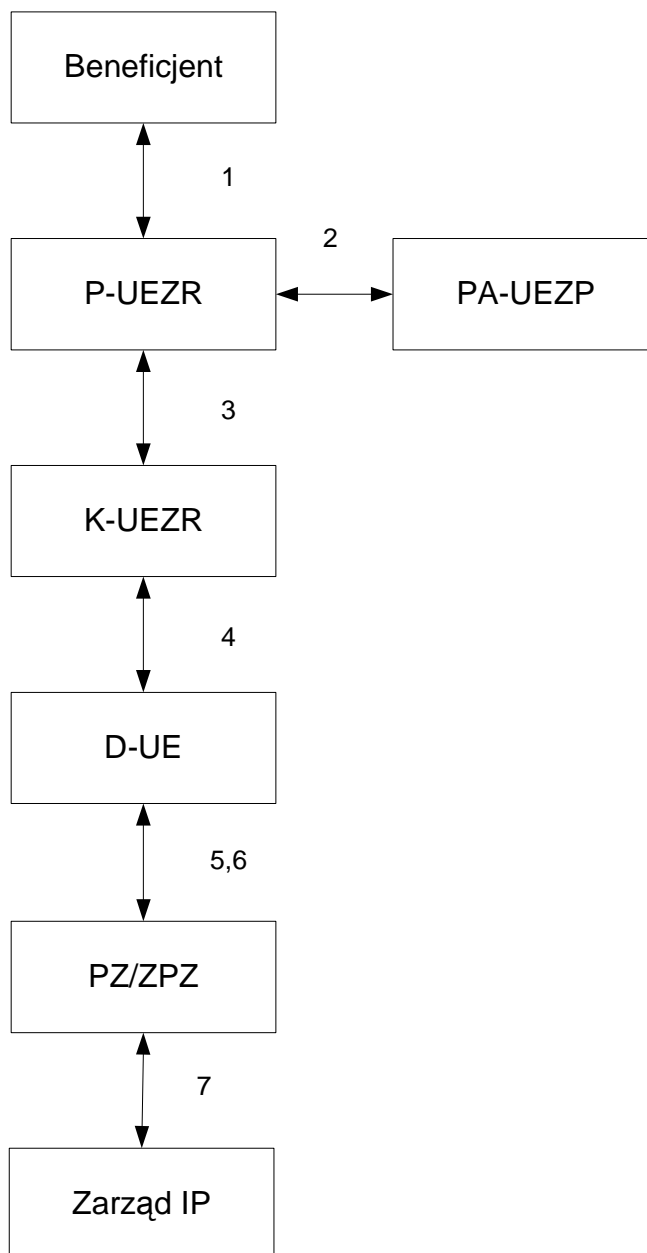 Beneficjent
1
2
P-UEZR
PA-UEZP
3
K-UEZR
4
D-UE
5,6
PZ/ZPZ
7
Zarząd IP